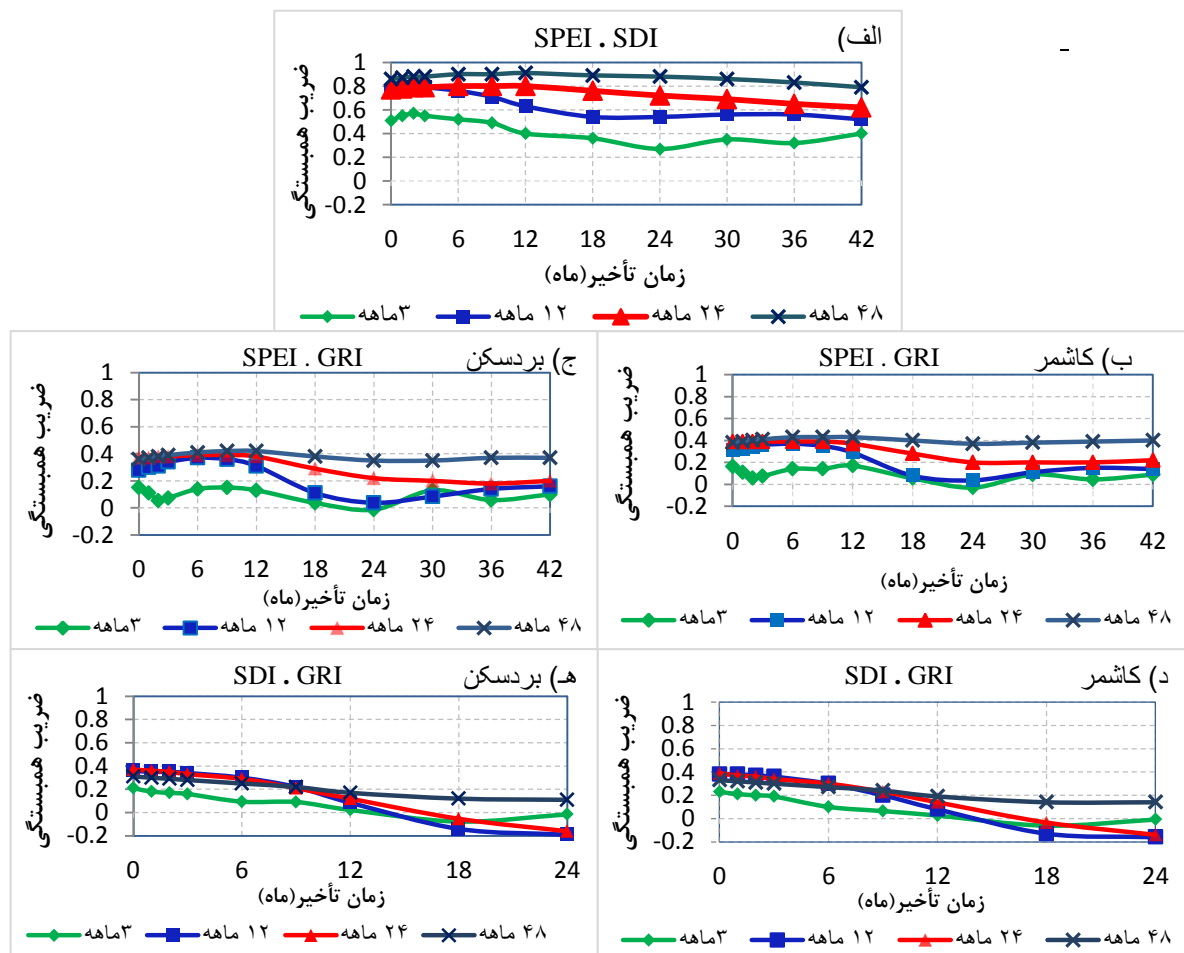 SPEI . SDI
الف)
-
ضریب همبستگی
1
0.8
0.6
0.4
0.2
0
-0.2
0 6 12 18 24 30 36 42
زمان تأخیر(ماه)
۳ماهه ۱۲ ماهه ۲۴ ماهه ۴۸ ماهه
SPEI . GRI
ب) کاشمر
ضریب همبستگی
1
0.8
0.6
0.4
0.2
0
-0.2
0 6 12 18 24 30 36 42
زمان تأخیر(ماه)
۳ماهه ۱۲ ماهه ۲۴ ماهه ۴۸ ماهه
SPEI . GRI
ج) بردسکن
ضریب همبستگی
1
0.8
0.6
0.4
0.2
0
-0.2
0 6 12 18 24 30 36 42
زمان تأخیر(ماه)
۳ماهه ۱۲ ماهه ۲۴ ماهه ۴۸ ماهه
SDI . GRI
د) کاشمر
ضریب همبستگی
1
0.8
0.6
0.4
0.2
0
-0.2
0 6 12 18 24
زمان تأخیر(ماه)
۳ماهه ۱۲ ماهه ۲۴ ماهه ۴۸ ماهه
SDI . GRI
هـ) بردسکن
ضریب همبستگی
1
0.8
0.6
0.4
0.2
0
-0.2
0 6 12 18 24
زمان تأخیر(ماه)
۳ماهه ۱۲ ماهه ۲۴ ماهه ۴۸ ماهه